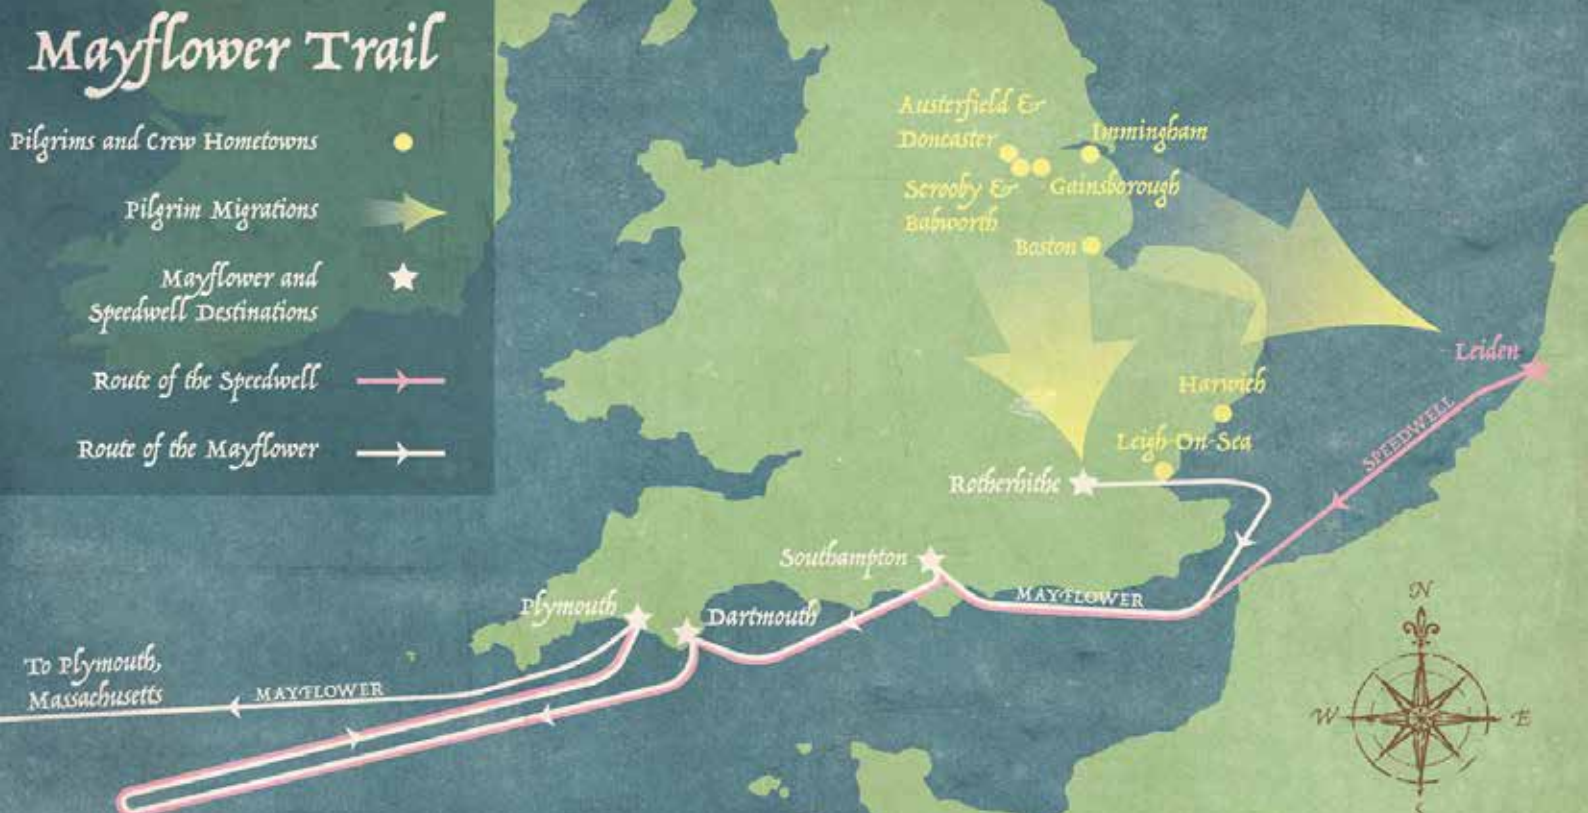 Mayflower Trail
Pilgrims and Crew Hometowns
Pilgrim Migrations
Mayflower and
Speedwell Destinations
Route of the Speedwell
Route of the Mayflower
Austerfield &
Doncaster
Immingham
Scrooby &
Babworth
Gainsborough
Boston
Leiden
Harwich
Leigh-On-Sea
SPEEDWELL
Rotherhithe
Southampton
MAYFLOWER
Plymouth
Dartmouth
To Plymouth,
Massachusetts
MAYFLOWER
N
W
E
S